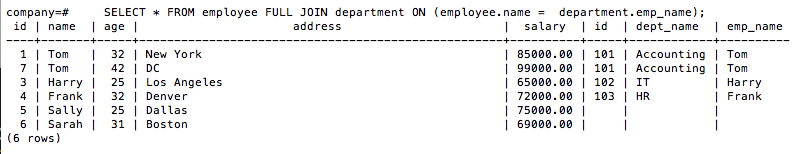 company=#     SELECT * FROM employee FULL JOIN department ON (employee.name =  department.emp_name);
 id | name  | age |                      address                       |  salary  | id  | dept_name  | emp_name
----+-------+-----+----------------------------------------------------+----------+-----+------------+----------
  1 | Tom   |  32 | New York                                           | 85000.00 | 101 | Accounting | Tom
  7 | Tom   |  42 | DC                                                 | 99000.00 | 101 | Accounting | Tom
  3 | Harry |  25 | Los Angeles                                        | 65000.00 | 102 | IT         | Harry
  4 | Frank |  32 | Denver                                             | 72000.00 | 103 | HR         | Frank
  5 | Sally |  25 | Dallas                                             | 75000.00 |     |            |
  6 | Sarah |  31 | Boston                                             | 69000.00 |     |            |
(6 rows)